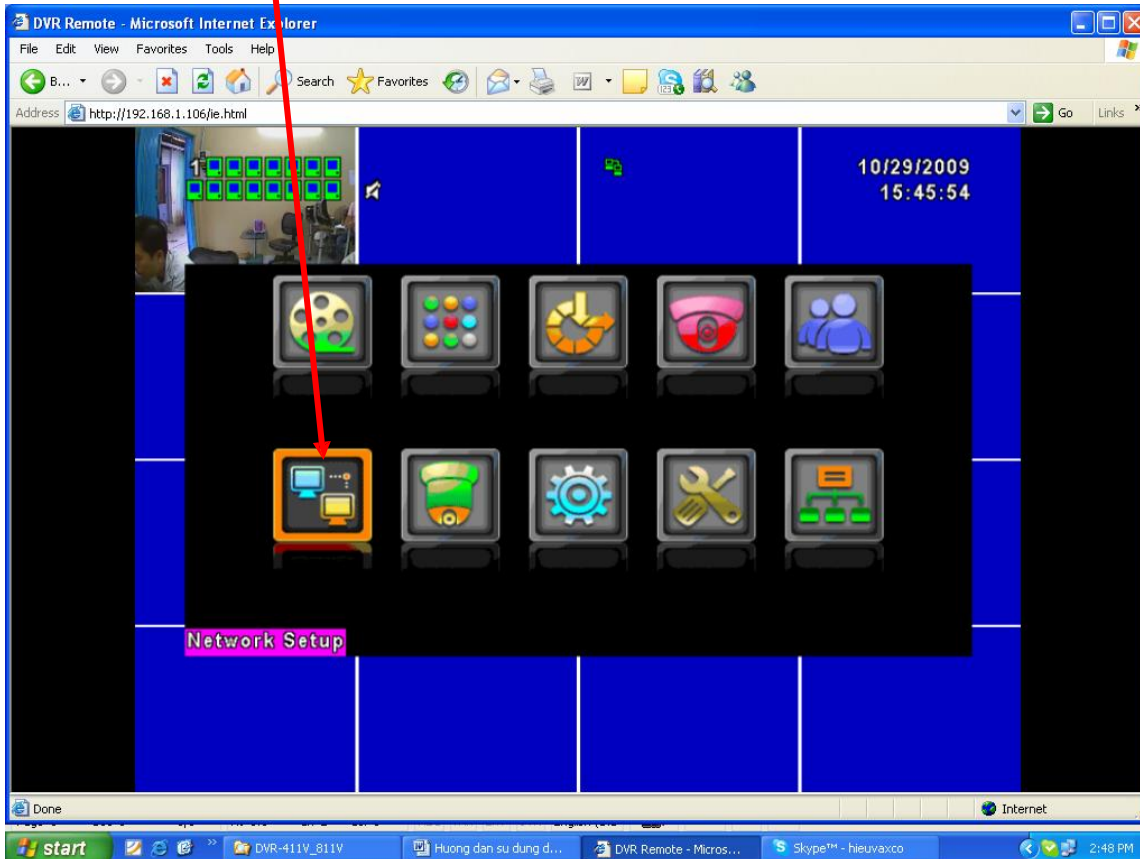 DVR Remote - Microsoft Internet Explorer
File Edit View Favorites Tools Help
B... Search Favorites
Address http://192.168.1.106/ie.html Go Links »
1
10/29/2009
15:45:54
Network Setup
Done Internet
start » DVR-411V_811V Huong dan su dung d... DVR Remote - Micros... Skype™ - hieuvaxco 2:48 PM